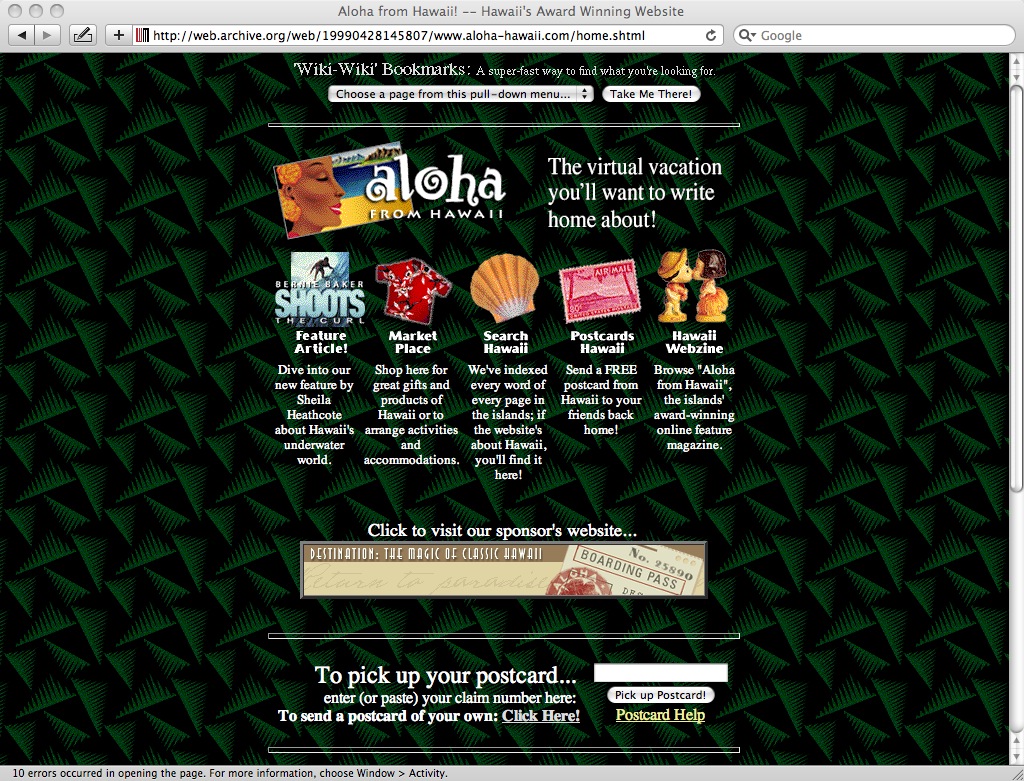 Aloha from Hawaii! -- Hawaii's Award Winning Website
http://web.archive.org/web/19990428145807/www.aloha-hawaii.com/home.shtml
Google
'Wiki-Wiki' Bookmarks: A super-fast way to find what you're looking for.
Choose a page from this pull-down menu... Take Me There!
aloha
FROM HAWAII
The virtual vacation
you'll want to write
home about!
BERNIE BAKER
SHOOTS
THE CURL
AIR MAIL
Feature
Article!
Market
Place
Search
Hawaii
Postcards
Hawaii
Hawaii
Webzine
Dive into our
new feature by
Sheila
Heathcote
about Hawaii's
underwater
world.
Shop here for
great gifts and
products of
Hawaii or to
arrange activities
and
accommodations.
We've indexed
every word of
every page in
the islands; if
the website's
about Hawaii,
you'll find it
here!
Send a FREE
postcard from
Hawaii to your
friends back
home!
Browse "Aloha
from Hawaii",
the islands'
award-winning
online feature
magazine.
Click to visit our sponsor's website...
DESTINATION: THE MAGIC OF CLASSIC HAWAII
Return to paradise
No. 25890
BOARDING PASS
ALOHA
To pick up your postcard...
enter (or paste) your claim number here:
Pick up Postcard!
To send a postcard of your own: Click Here!
Postcard Help
10 errors occurred in opening the page. For more information, choose Window > Activity.